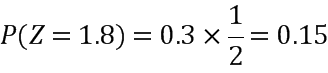 P(Z = 1.8) = 0.3 × 1/2 = 0.15